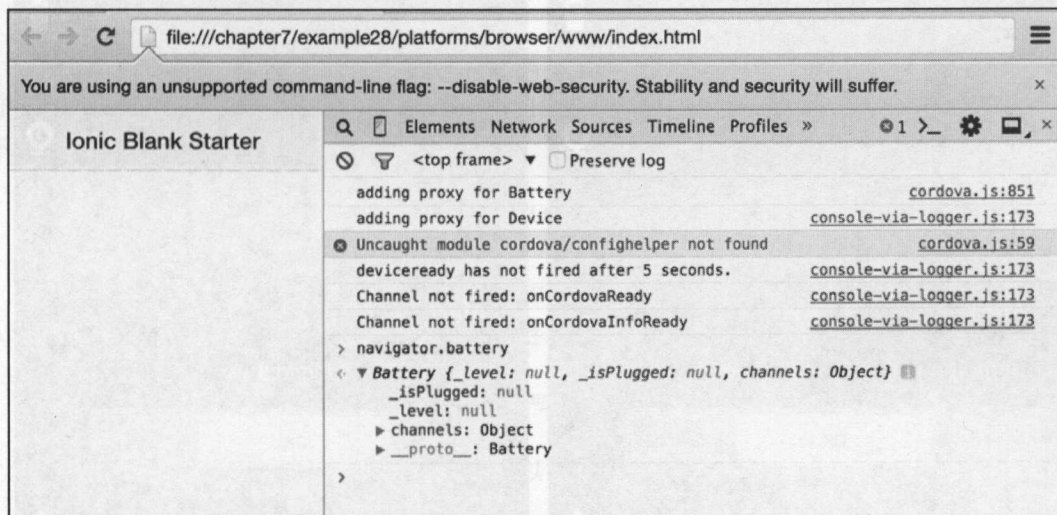 file:///chapter7/example28/platforms/browser/www/index.html
You are using an unsupported command-line flag: --disable-web-security. Stability and security will suffer. ×
Ionic Blank Starter
Elements Network Sources Timeline Profiles » 1 ×
<top frame> ▼ Preserve log
adding proxy for Battery cordova.js:851
adding proxy for Device console-via-logger.js:173
Uncaught module cordova/confighelper not found cordova.js:59
deviceready has not fired after 5 seconds. console-via-logger.js:173
Channel not fired: onCordovaReady console-via-logger.js:173
Channel not fired: onCordovaInfoReady console-via-logger.js:173
> navigator.battery
< ▼ Battery {_level: null, _isPlugged: null, channels: Object}
_isPlugged: null
_level: null
▶ channels: Object
▶ __proto__: Battery
>